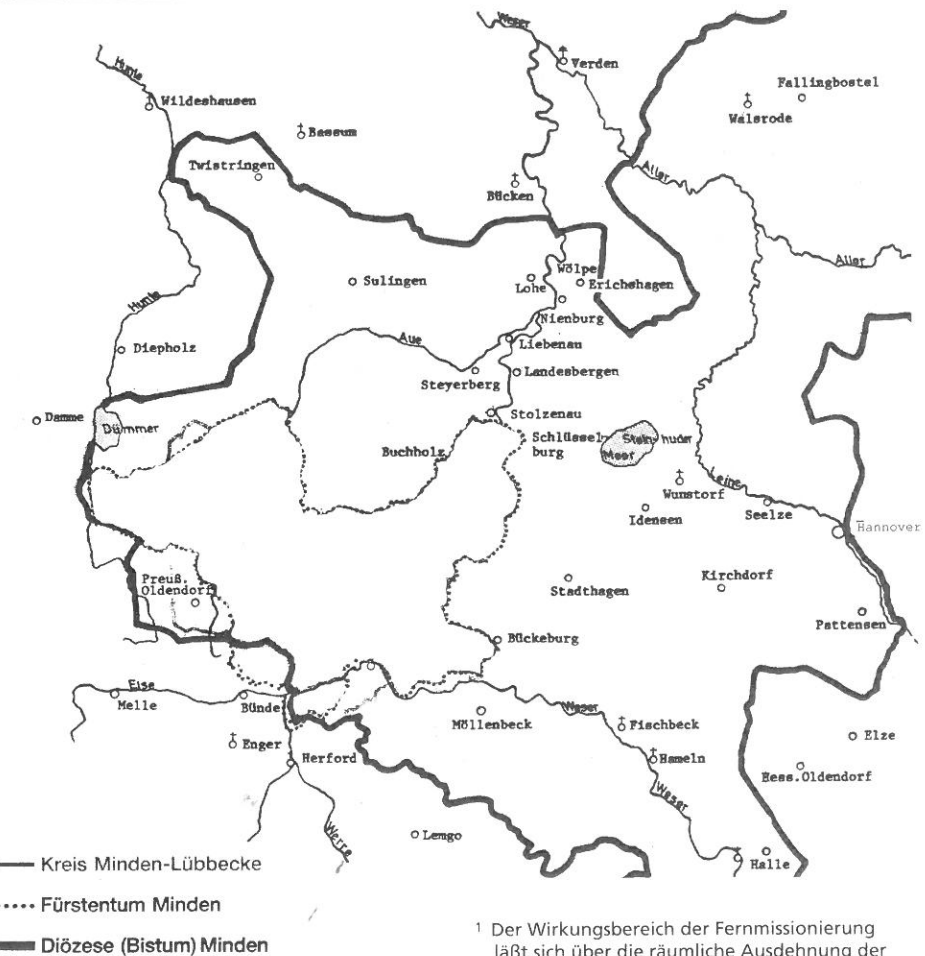 Weser
Hunte
Verden
Fallingbostel
Wildeshausen
Walsrode
Bassum
Twistringen
Aller
Bücken
Aller
Wölpe
Sulingen
Lohe
Erichshagen
Hunte
Nienburg
Aue
Liebenau
Diepholz
Steyerberg
Landesbergen
Damme
Dümmer
Stolzenau
Buchholz
Schlüssel
burg
Steinhuder
Meer
Leine
Wunstorf
Idensen
Seelze
Hannover
Preuß.
Oldendorf
Stadthagen
Kirchdorf
Pattensen
Bückeburg
Eise
Melle
Bünde
Möllenbeck
Weser
Fischbeck
Elze
Enger
Herford
Hameln
Hess.Oldendorf
Weser
Werre
Lemgo
Halle
Kreis Minden-Lübbecke
Fürstentum Minden
Diözese (Bistum) Minden
1 Der Wirkungsbereich der Fernmissionierung
läßt sich über die räumliche Ausdehnung der